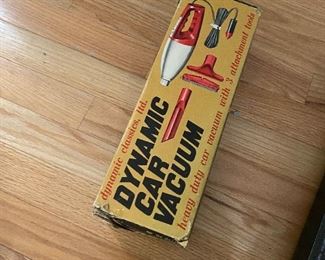 dynamic classics, ltd.
DYNAMIC
CAR
VACUUM
heavy duty car vacuum with 3 attachment tools